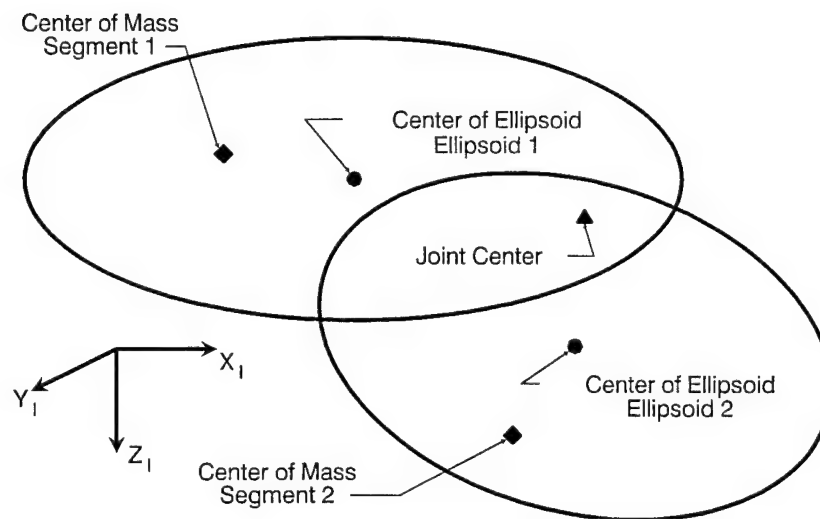 Center of Mass
Segment 1
Center of Ellipsoid
Ellipsoid 1
Joint Center
X I
Y I
Z I
Center of Ellipsoid
Ellipsoid 2
Center of Mass
Segment 2